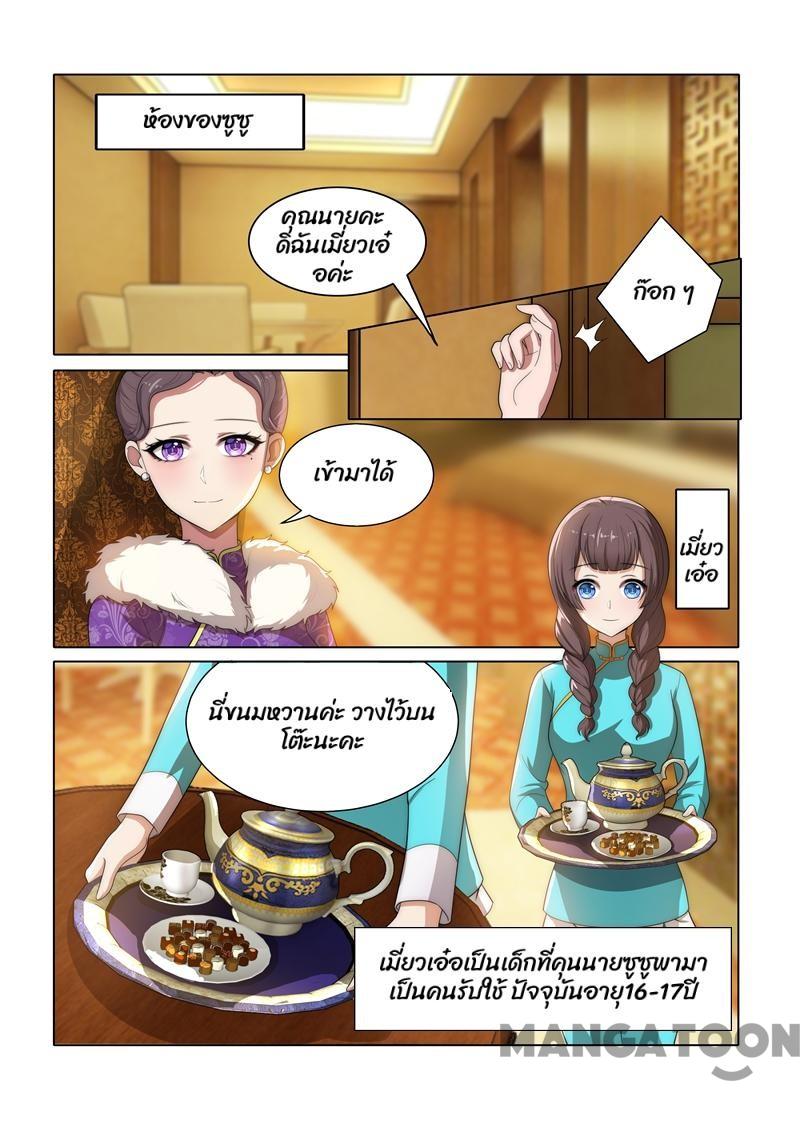 ห้องของซูซู
คุณนายคะ
ดิฉันเมี่ยวเอ๋
อค่ะ
ก๊อก ๆ
เข้ามาได้
เมี่ยว
เอ๋อ
นี่ขนมหวานค่ะ วางไว้บน
โต๊ะนะคะ
เมี่ยวเอ๋อเป็นเด็กที่คุนนายซูซูพามา
เป็นคนรับใช้ ปัจจุบันอายุ16-17ปี
MANGATOON